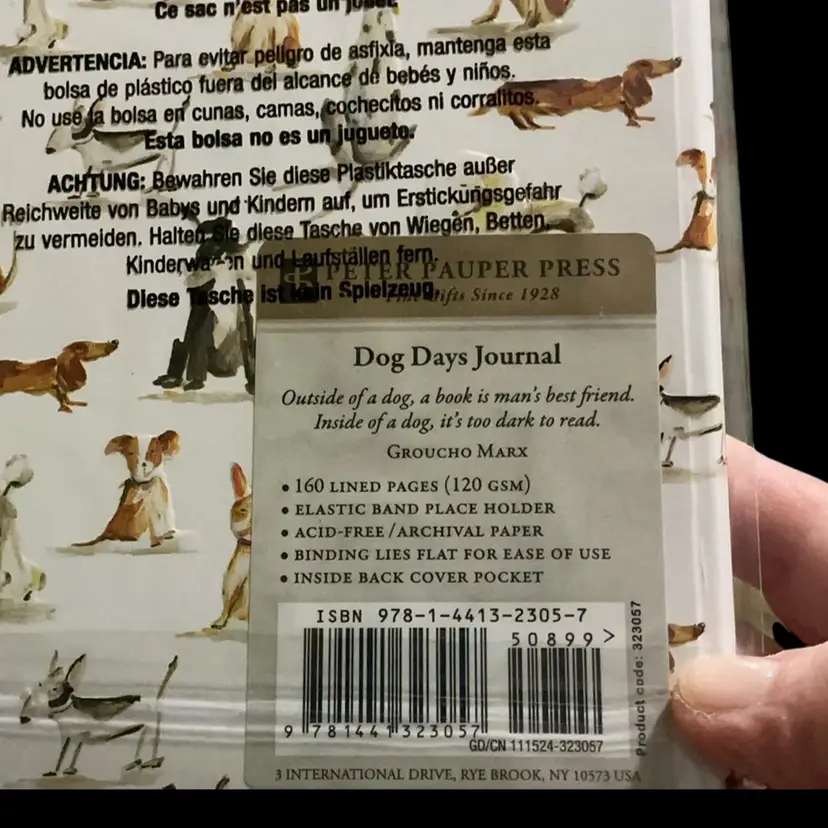 Ce sac n'est pas un jouet.
ADVERTENCIA: Para evitar peligro de asfixia, mantenga esta
bolsa de plástico fuera del alcance de bebés y niños.
No use la bolsa en cunas, camas, cochecitos ni corralitos.
Esta bolsa no es un juguete.
ACHTUNG: Bewahren Sie diese Plastiktasche außer
Reichweite von Babys und Kindern auf, um Erstickungsgefahr
zu vermeiden. Halten Sie diese Tasche von Wiegen, Betten,
Kinderwagen und Laufställen fern.
Diese Tasche ist kein Spielzeug.
PETER PAUPER PRESS
Fine Gifts Since 1928
Dog Days Journal
Outside of a dog, a book is man's best friend.
Inside of a dog, it's too dark to read.
GROUCHO MARX
• 160 LINED PAGES (120 GSM)
• ELASTIC BAND PLACE HOLDER
• ACID-FREE/ARCHIVAL PAPER
• BINDING LIES FLAT FOR EASE OF USE
• INSIDE BACK COVER POCKET
ISBN 978-1-4413-2305-7
50899>
9 781441 323057
GD/CN 111524-323057
Product code: 323057
3 INTERNATIONAL DRIVE, RYE BROOK, NY 10573 USA